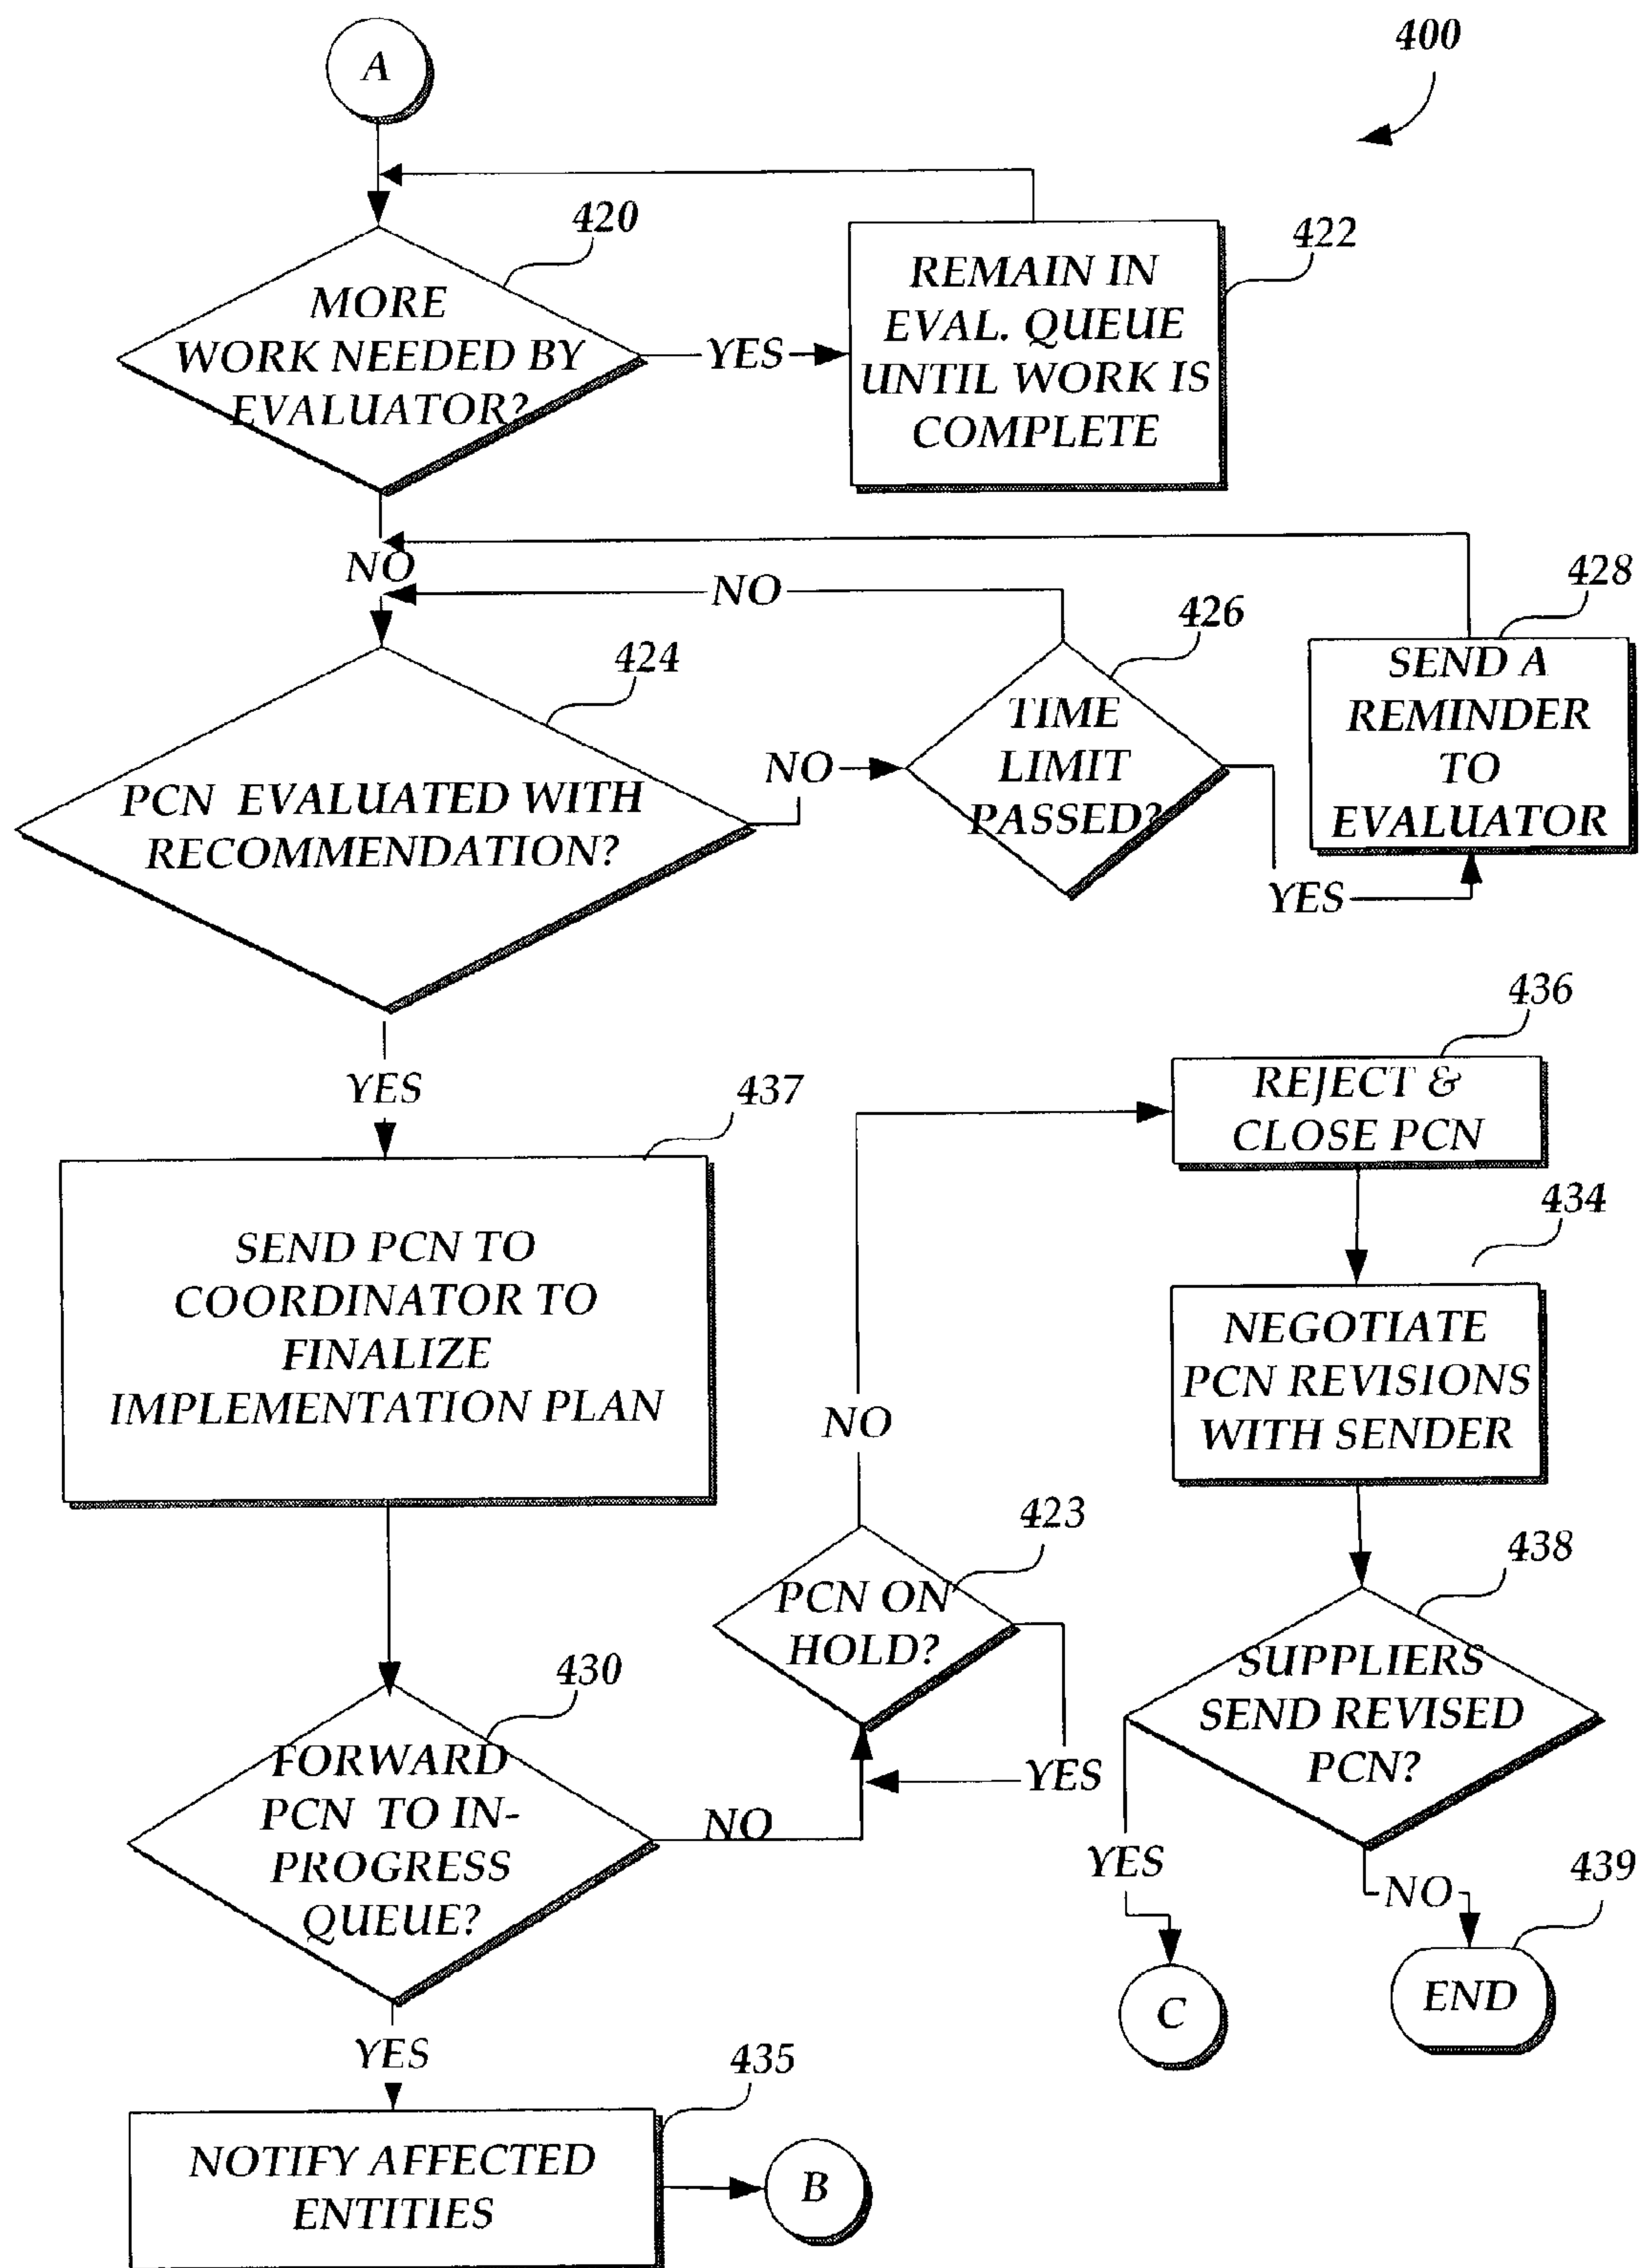 400
A
420
MORE
WORK NEEDED BY
EVALUATOR?
YES
422
REMAIN IN
EVAL. QUEUE
UNTIL WORK IS
COMPLETE
NO
NO
424
PCN EVALUATED WITH
RECOMMENDATION?
NO
426
TIME
LIMIT
PASSED?
YES
428
SEND A
REMINDER
TO
EVALUATOR
YES
437
SEND PCN TO
COORDINATOR TO
FINALIZE
IMPLEMENTATION PLAN
430
FORWARD
PCN TO IN-
PROGRESS
QUEUE?
NO
423
PCN ON
HOLD?
YES
NO
436
REJECT &
CLOSE PCN
434
NEGOTIATE
PCN REVISIONS
WITH SENDER
438
SUPPLIERS
SEND REVISED
PCN?
YES
C
NO
439
END
YES
435
NOTIFY AFFECTED
ENTITIES
B